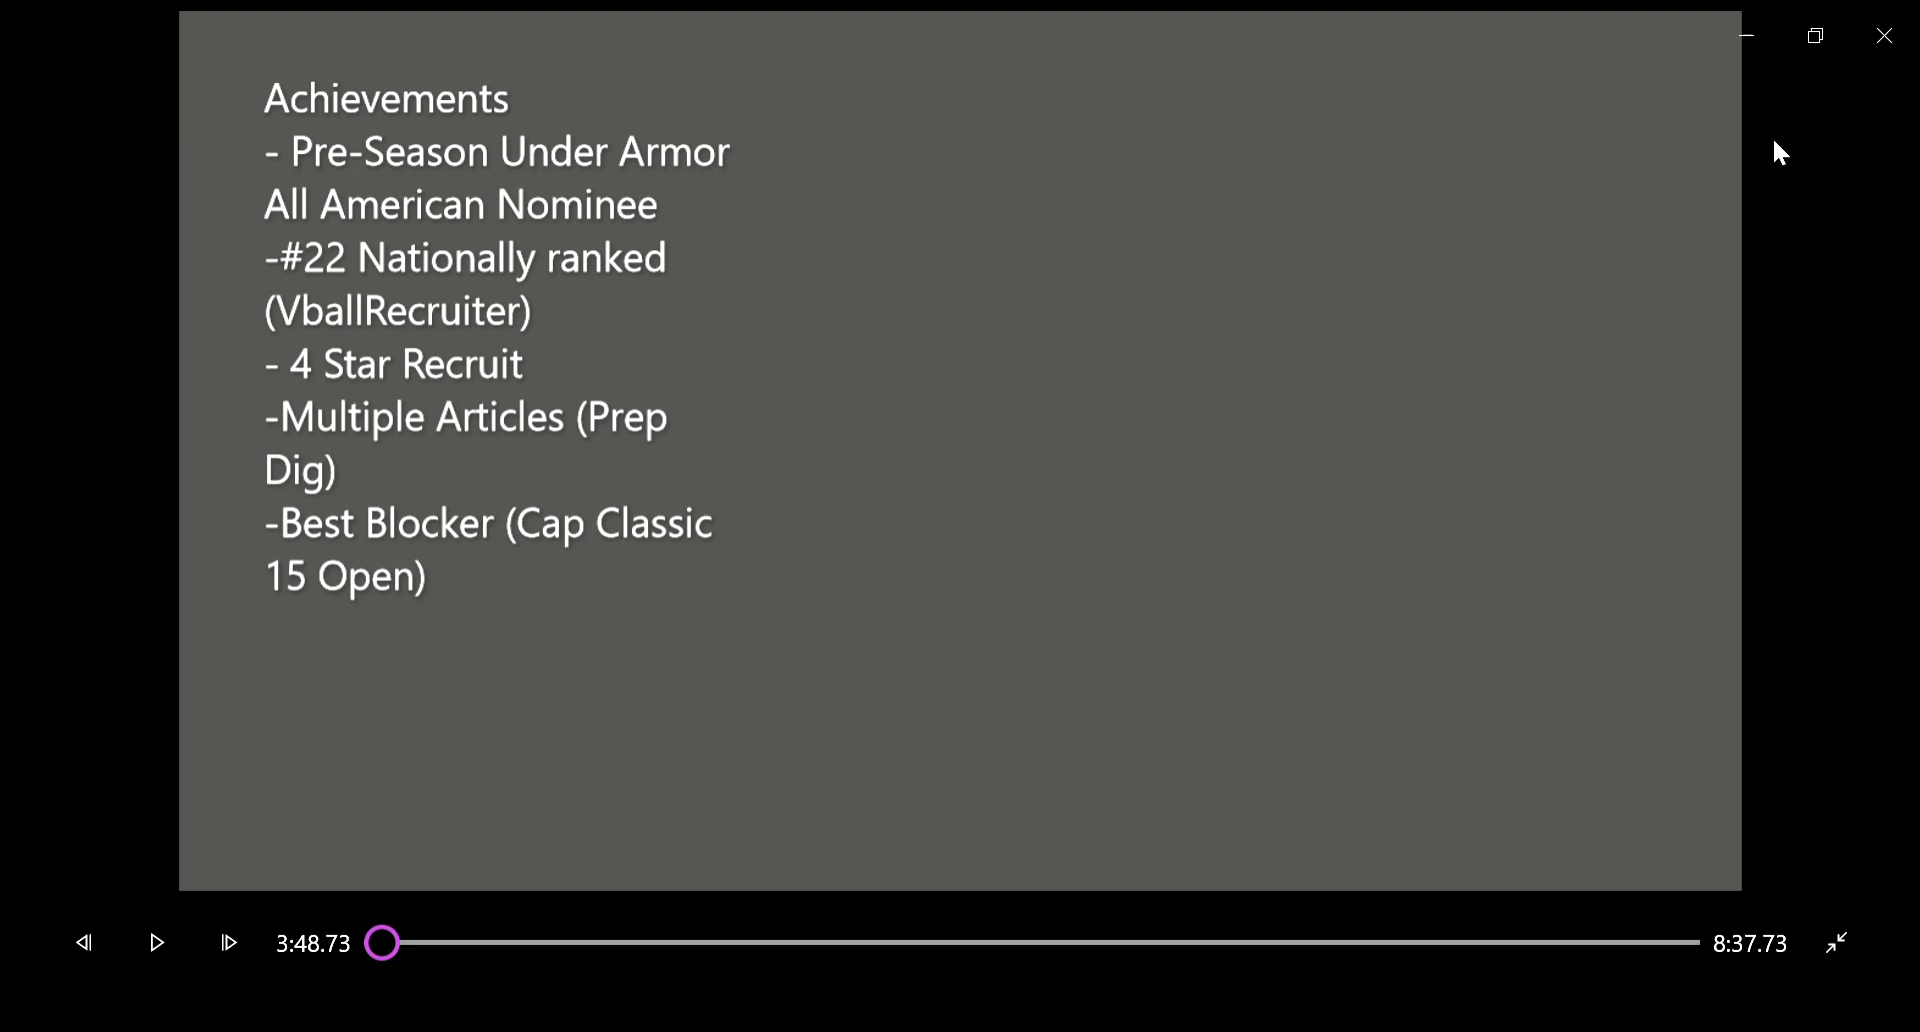 Achievements
- Pre-Season Under Armor
All American Nominee
-#22 Nationally ranked
(VballRecruiter)
- 4 Star Recruit
-Multiple Articles (Prep
Dig)
-Best Blocker (Cap Classic
15 Open)
3:48.73
8:37.73